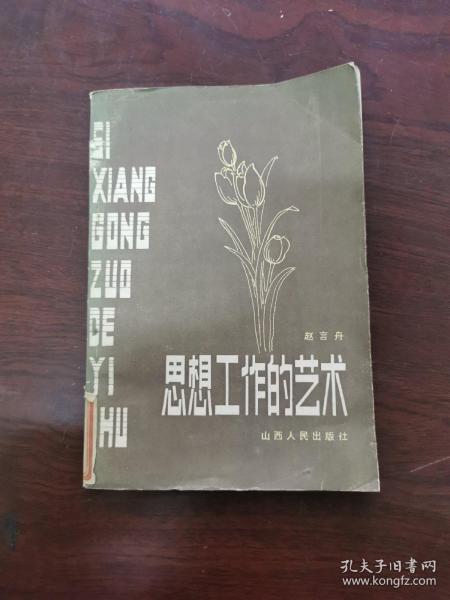 SI
XIANG
GONG
ZUO
DE
YI
HU
赵言舟
思想工作的艺术
山西人民出版社
孔夫子旧书网
www.kongfz.com